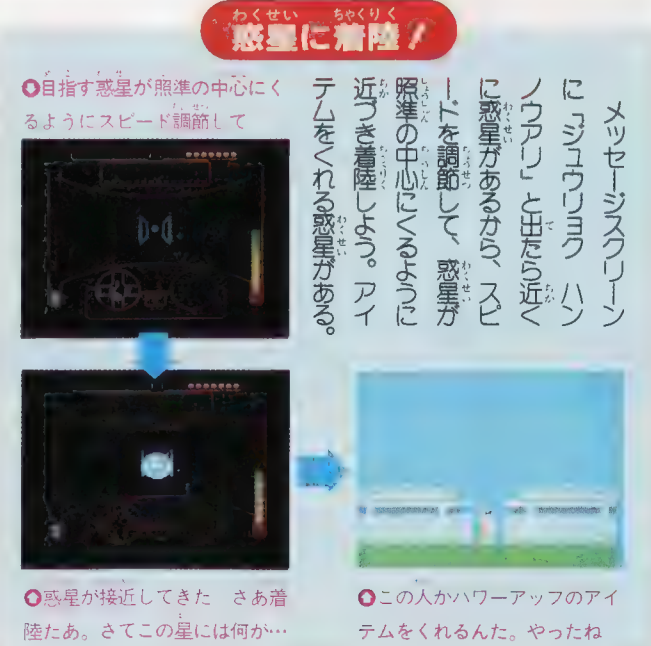 惑星に着陸!
メッセージスクリーン
に「ジュウリョク ハン
ノウアリ」と出たら近く
に惑星があるから、スピ
ードを調節して、惑星が
照準の中心にくるように
近づき着陸しよう。アイ
テムをくれる惑星がある。
目指す惑星が照準の中心にく
るようにスピード調節して
惑星が接近してきた さあ着
陸たあ。さてこの星には何が…
この人かハワーアッフのアイ
テムをくれるんた。やったね